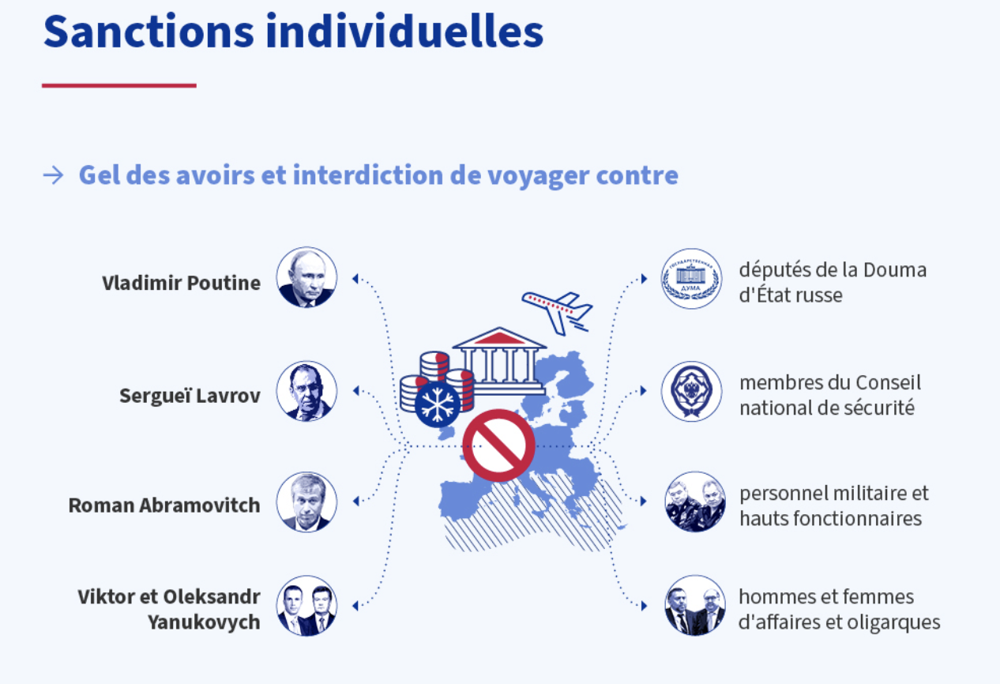 Sanctions individuelles
→ Gel des avoirs et interdiction de voyager contre
Vladimir Poutine
Sergueï Lavrov
Roman Abramovitch
Viktor et Oleksandr
Yanukovych
ГОСУДАРСТВЕННАЯ
ДУМА
députés de la Douma
d'État russe
membres du Conseil
national de sécurité
personnel militaire et
hauts fonctionnaires
hommes et femmes
d'affaires et oligarques